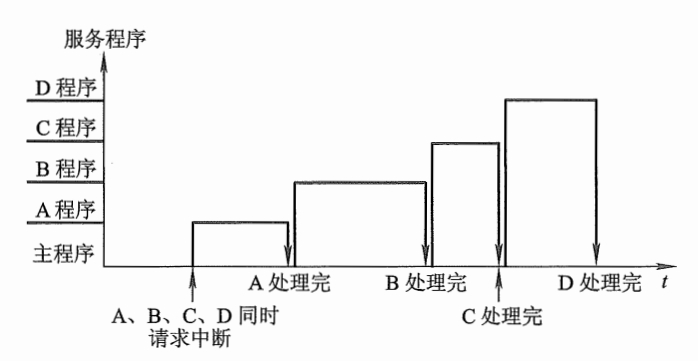 服务程序
D 程序
C 程序
B 程序
A 程序
主程序
A 处理完
B 处理完
D 处理完
t
A、B、C、D 同时
请求中断
C 处理完